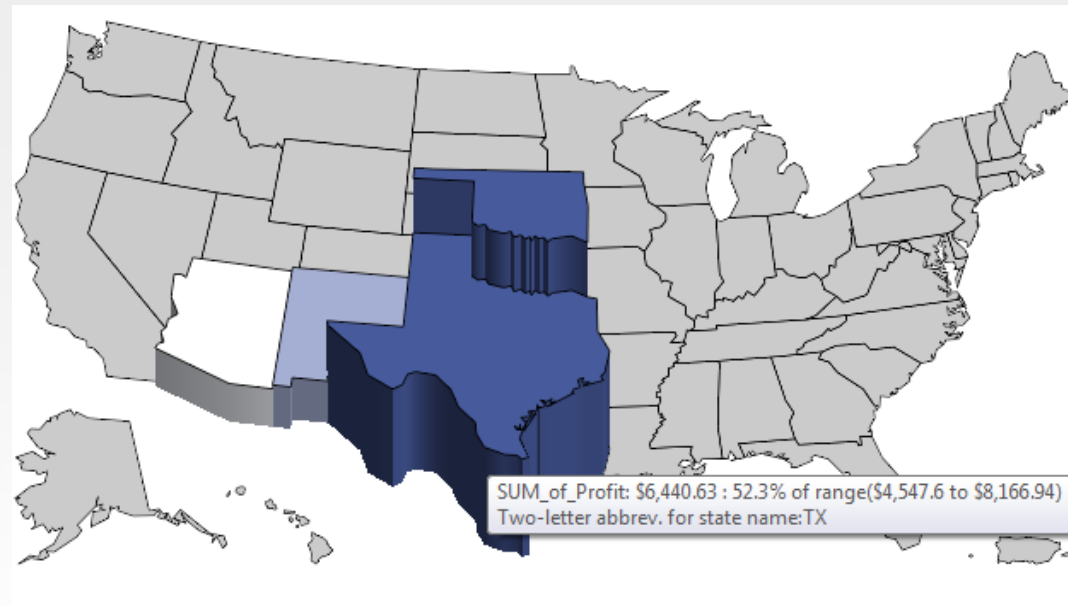 SUM_of_Profit: $6,440.63 : 52.3% of range($4,547.6 to $8,166.94)
Two-letter abbrev. for state name:TX